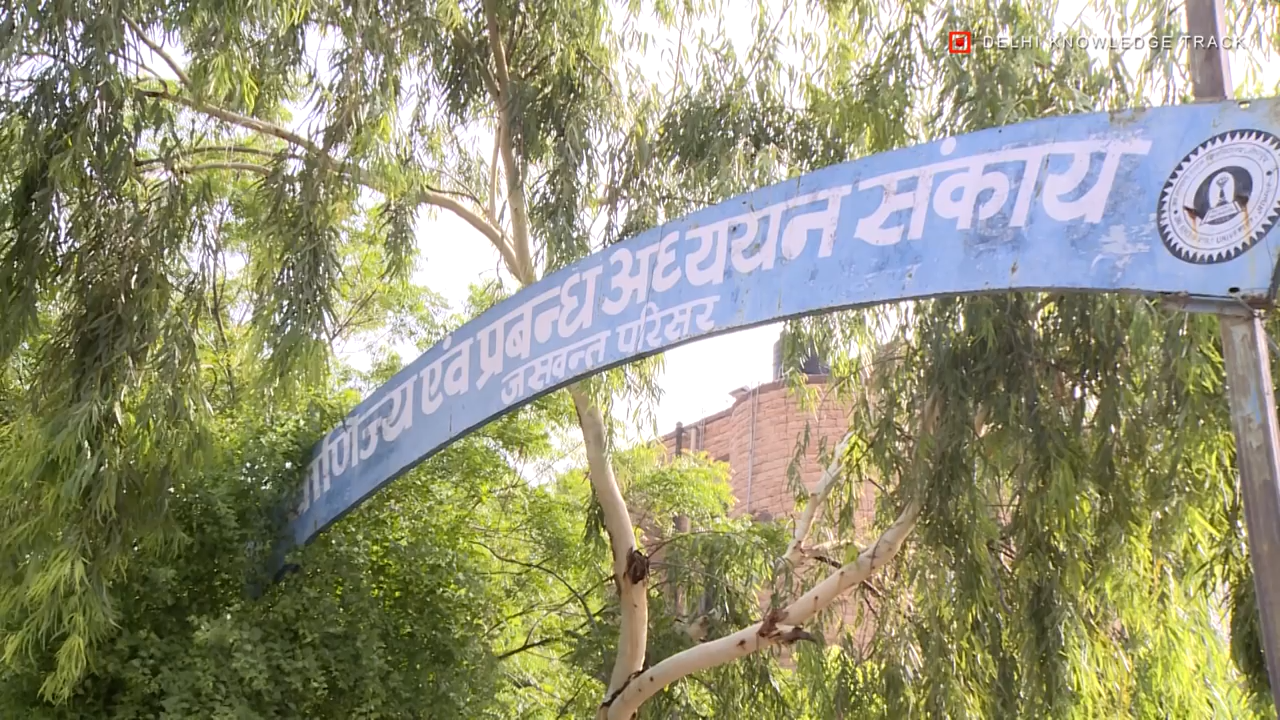 DELHI KNOWLEDGE TRACK
वाणिज्य एवं प्रबन्ध अध्ययन संकाय
जसवन्त परिसर